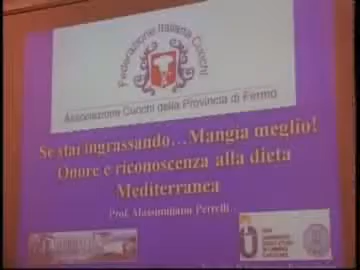 Federazione Italiana Cuochi
Associazione Cuochi della Provincia di Fermo
Se stai ingrassando...Mangia meglio!
Onore e riconoscenza alla dieta
Mediterranea
Prof. Massimiliano Petrelli